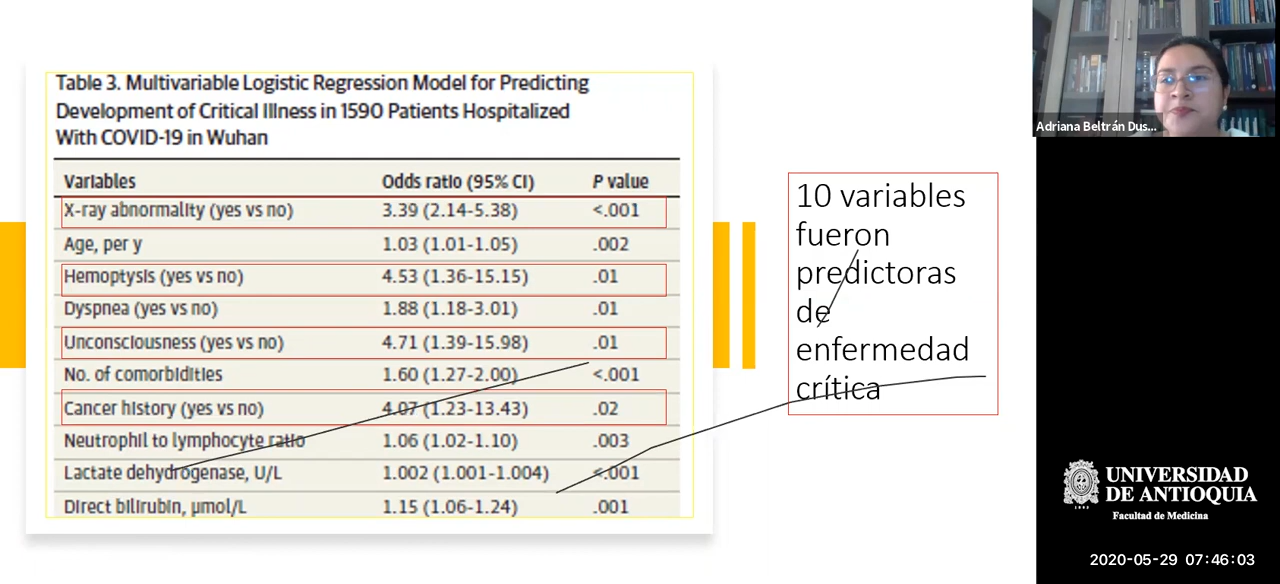 Table 3. Multivariable Logistic Regression Model for Predicting
Development of Critical Illness in 1590 Patients Hospitalized
With COVID-19 in Wuhan
Variables Odds ratio (95% CI) P value
X-ray abnormality (yes vs no) 3.39 (2.14-5.38) <.001
Age, per y 1.03 (1.01-1.05) .002
Hemoptysis (yes vs no) 4.53 (1.36-15.15) .01
Dyspnea (yes vs no) 1.88 (1.18-3.01) .01
Unconsciousness (yes vs no) 4.71 (1.39-15.98) .01
No. of comorbidities 1.60 (1.27-2.00) <.001
Cancer history (yes vs no) 4.07 (1.23-13.43) .02
Neutrophil to lymphocyte ratio 1.06 (1.02-1.10) .003
Lactate dehydrogenase, U/L 1.002 (1.001-1.004) <.001
Direct bilirubin, μmol/L 1.15 (1.06-1.24) .001
10 variables
fueron
predictoras
de
enfermedad
crítica
Adriana Beltrán Dus...
UNIVERSIDAD
DE ANTIOQUIA
Facultad de Medicina
1803
2020-05-29 07:46:03